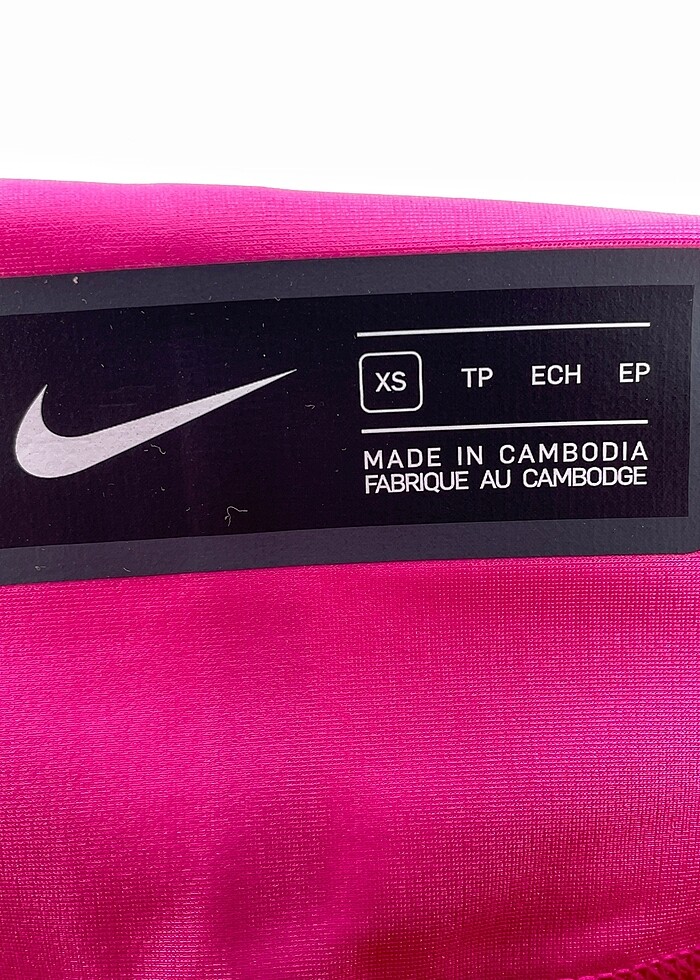 XS TP ECH EP
MADE IN CAMBODIA
FABRIQUE AU CAMBODGE